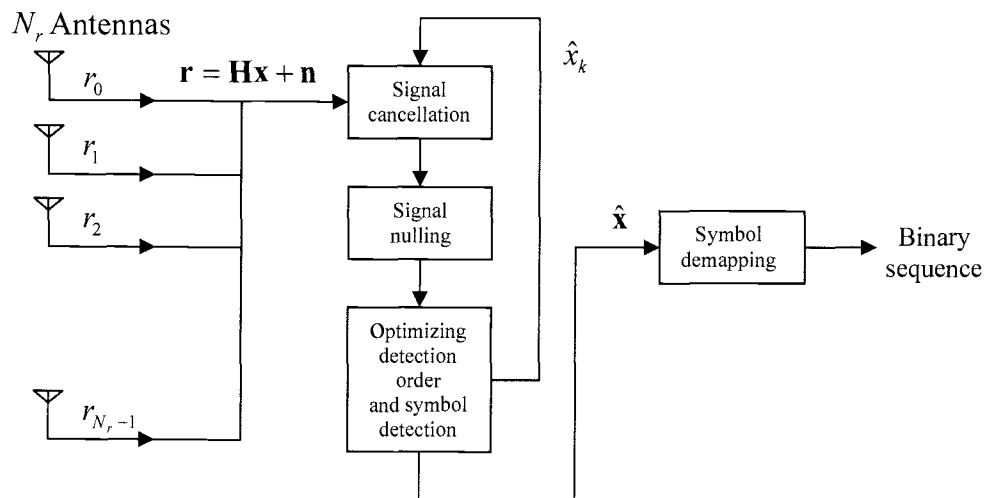 N_r Antennas
r_0
r = Hx + n
x̂_k
Signal
cancellation
r_1
Signal
nulling
r_2
x̂
Symbol
demapping
Binary
sequence
Optimizing
detection
order
and symbol
detection
r_{N_r-1}